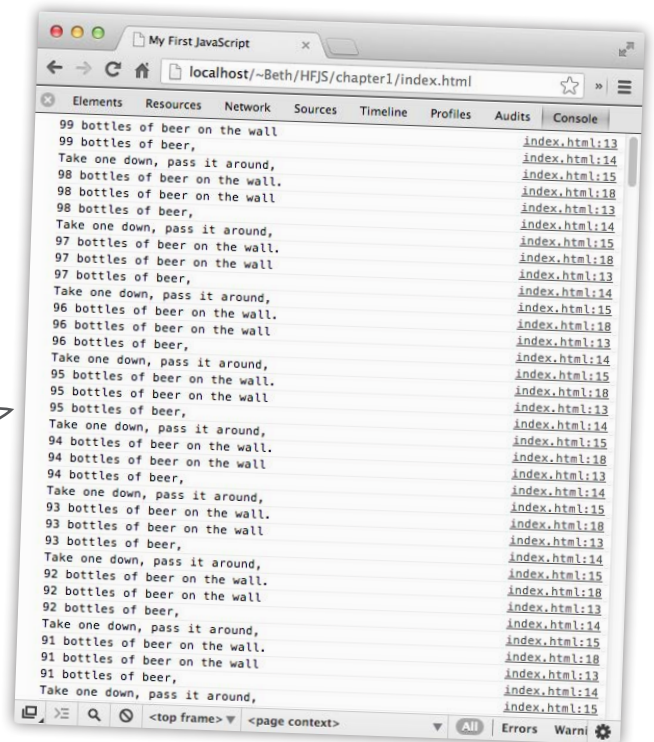 My First JavaScript
localhost/~Beth/HFJS/chapter1/index.html
Elements Resources Network Sources Timeline Profiles Audits Console
99 bottles of beer on the wall index.html:13
99 bottles of beer, index.html:14
Take one down, pass it around, index.html:15
98 bottles of beer on the wall. index.html:18
98 bottles of beer on the wall index.html:13
98 bottles of beer, index.html:14
Take one down, pass it around, index.html:15
97 bottles of beer on the wall. index.html:18
97 bottles of beer on the wall index.html:13
97 bottles of beer, index.html:14
Take one down, pass it around, index.html:15
96 bottles of beer on the wall. index.html:18
96 bottles of beer on the wall index.html:13
96 bottles of beer, index.html:14
Take one down, pass it around, index.html:15
95 bottles of beer on the wall. index.html:18
95 bottles of beer on the wall index.html:13
95 bottles of beer, index.html:14
Take one down, pass it around, index.html:15
94 bottles of beer on the wall. index.html:18
94 bottles of beer on the wall index.html:13
94 bottles of beer, index.html:14
Take one down, pass it around, index.html:15
93 bottles of beer on the wall. index.html:18
93 bottles of beer on the wall index.html:13
93 bottles of beer, index.html:14
Take one down, pass it around, index.html:15
92 bottles of beer on the wall. index.html:18
92 bottles of beer on the wall index.html:13
92 bottles of beer, index.html:14
Take one down, pass it around, index.html:15
91 bottles of beer on the wall. index.html:18
91 bottles of beer on the wall index.html:13
91 bottles of beer, index.html:14
Take one down, pass it around, index.html:15
<top frame> <page context> All Errors Warni